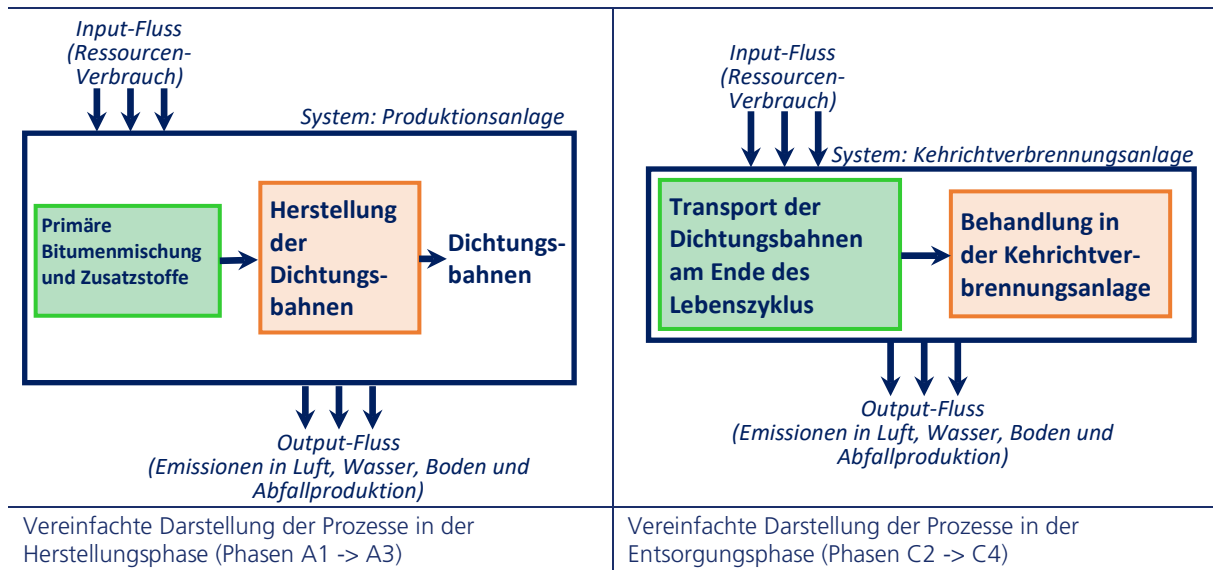 Input-Fluss
(Ressourcen-
Verbrauch)
System: Produktionsanlage
Primäre
Bitumenmischung
und Zusatzstoffe
Herstellung
der
Dichtungs-
bahnen
Dichtungs-
bahnen
Output-Fluss
(Emissionen in Luft, Wasser, Boden und
Abfallproduktion)
Vereinfachte Darstellung der Prozesse in der
Herstellungsphase (Phasen A1 -> A3)
Input-Fluss
(Ressourcen-
Verbrauch)
System: Kehrichtverbrennungsanlage
Transport der
Dichtungsbahnen
am Ende des
Lebenszyklus
Behandlung in
der Kehrichtver-
brennungsanlage
Output-Fluss
(Emissionen in Luft, Wasser, Boden und
Abfallproduktion)
Vereinfachte Darstellung der Prozesse in der
Entsorgungsphase (Phasen C2 -> C4)